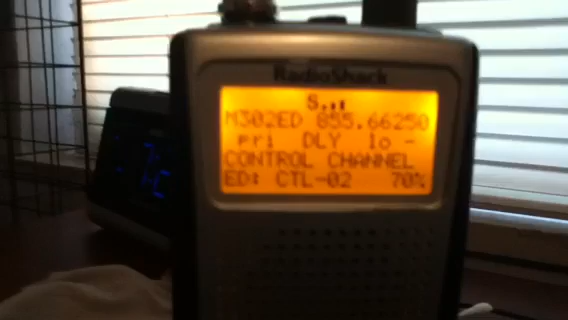 RadioShack
S
M302ED 855.66250
pri DLY lo -
CONTROL CHANNEL
ED: CTL-02 70%